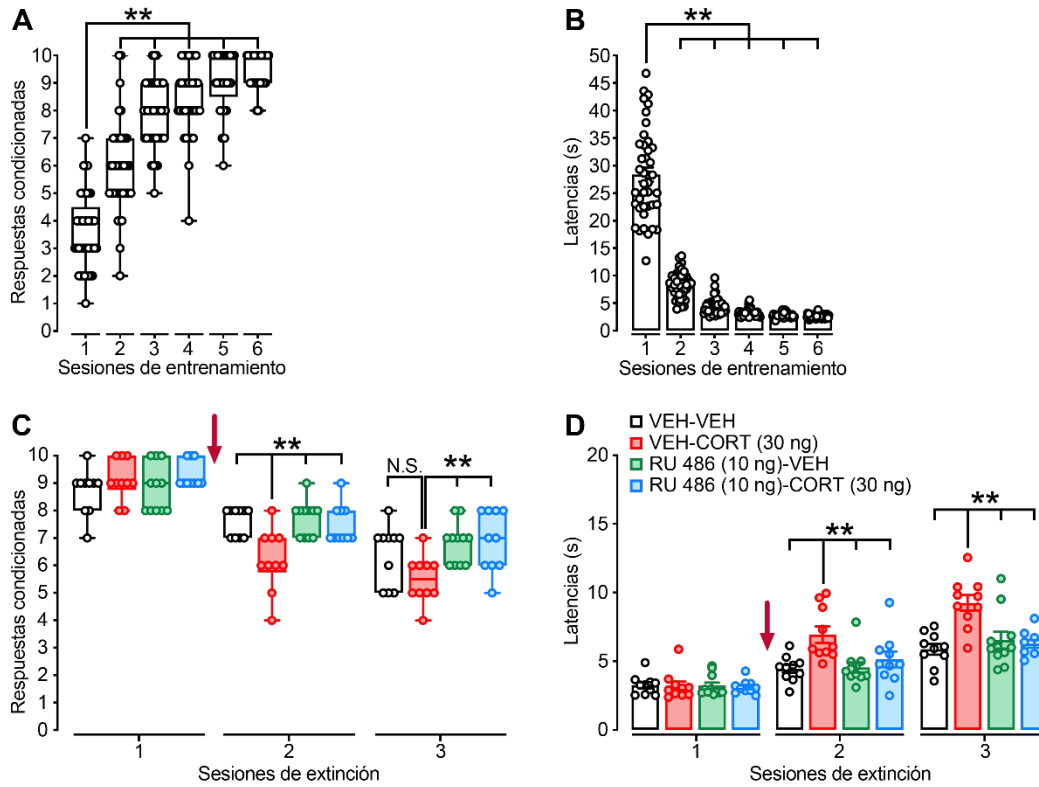 A
**
Respuestas condicionadas
10
9
8
7
6
5
4
3
2
1
0
1 2 3 4 5 6
Sesiones de entrenamiento
B
**
Latencias (s)
50
45
40
35
30
25
20
15
10
5
0
1 2 3 4 5 6
Sesiones de entrenamiento
C
**
N.S. **
Respuestas condicionadas
10
9
8
7
6
5
4
3
2
1
0
1 2 3
Sesiones de extinción
D
VEH-VEH
VEH-CORT (30 ng)
RU 486 (10 ng)-VEH
RU 486 (10 ng)-CORT (30 ng)
**
**
Latencias (s)
20
15
10
5
0
1 2 3
Sesiones de extinción